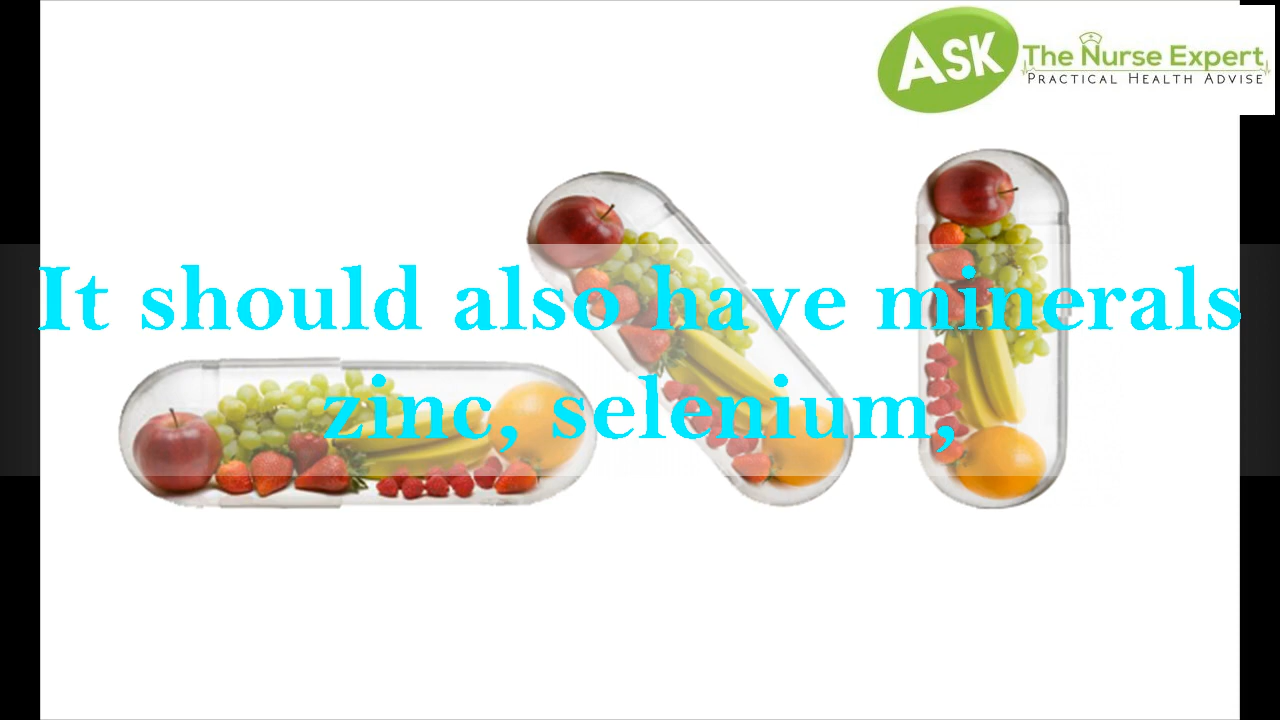 ASK The Nurse Expert
PRACTICAL HEALTH ADVISE
It should also have minerals
zinc, selenium,